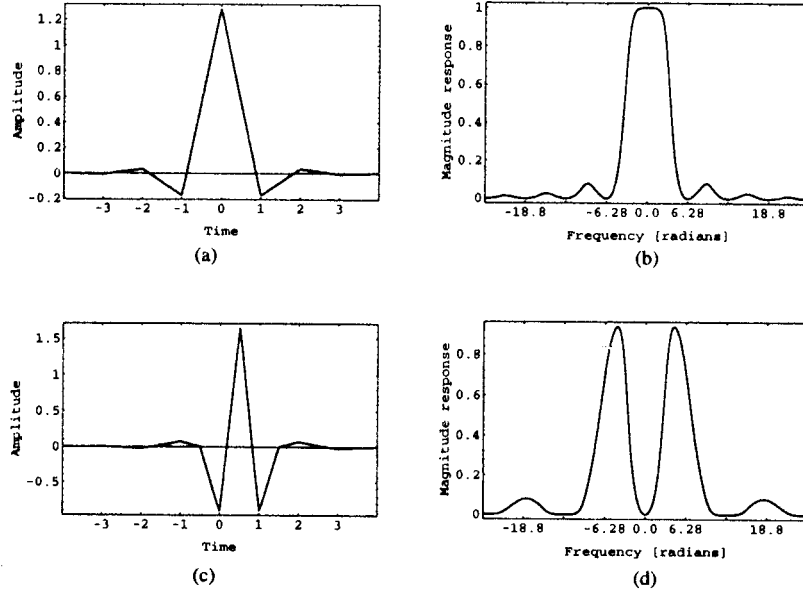 1.2
1
0.8
0.6
0.4
0.2
0
-0.2
Amplitude
-3 -2 -1 0 1 2 3
Time
(a)
1
0.8
0.6
0.4
0.2
0
Magnitude response
-18.8 -6.28 0.0 6.28 18.8
Frequency [radians]
(b)
1.5
1
0.5
0
-0.5
Amplitude
-3 -2 -1 0 1 2 3
Time
(c)
0.8
0.6
0.4
0.2
0
Magnitude response
-18.8 -6.28 0.0 6.28 18.8
Frequency [radians]
(d)